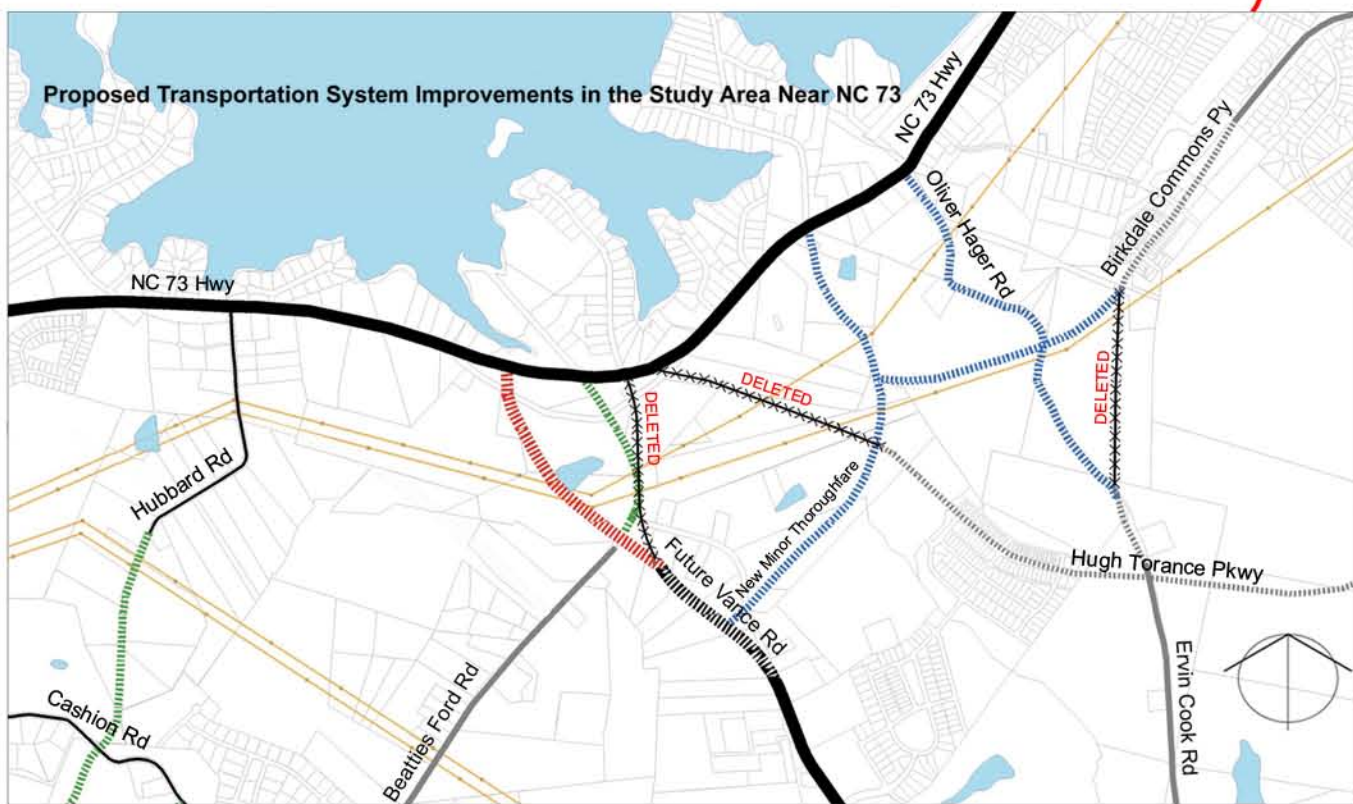 Proposed Transportation System Improvements in the Study Area Near NC 73
NC 73 Hwy
Birkdale Commons Py
Oliver Hager Rd
NC 73 Hwy
DELETED
DELETED
DELETED
Hubbard Rd
New Minor Thoroughfare
Future Vance Rd
Hugh Torance Pkwy
Ervin Cook Rd
Beatties Ford Rd
Cashion Rd